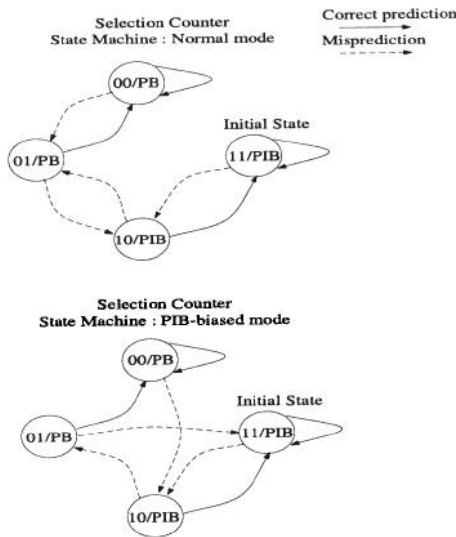 Selection Counter
State Machine : Normal mode
Correct prediction
Misprediction
00/PB
Initial State
01/PB
11/PIB
10/PIB
Selection Counter
State Machine : PIB-biased mode
00/PB
Initial State
01/PB
11/PIB
10/PIB